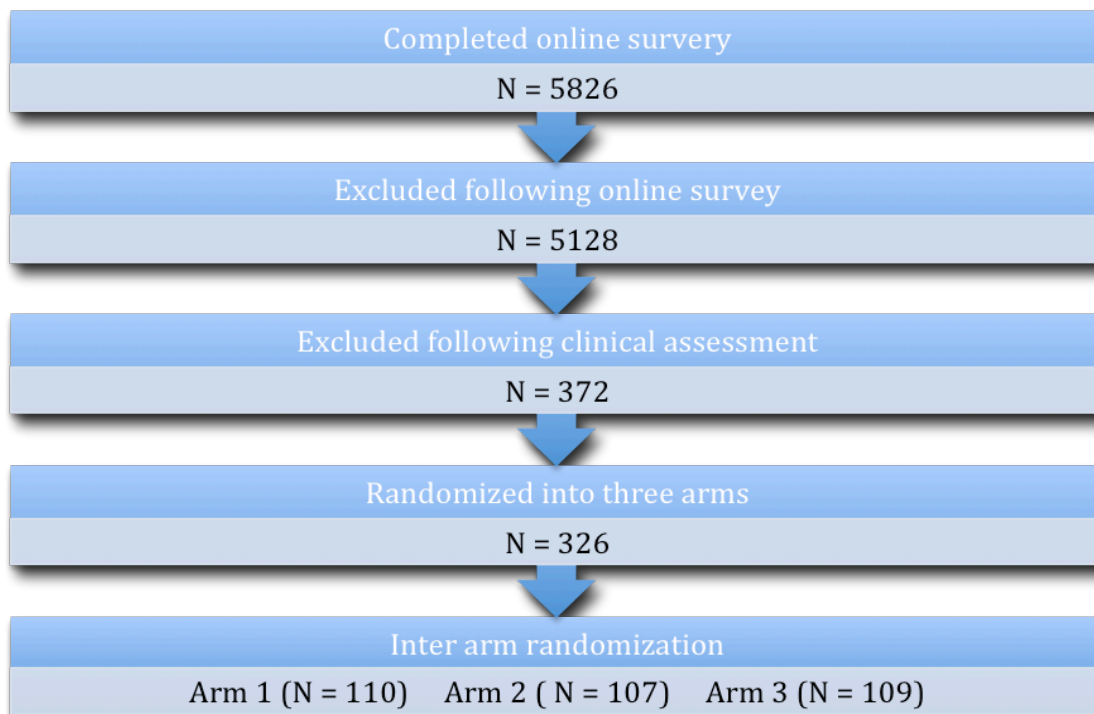 Completed online survery
N = 5826
Excluded following online survey
N = 5128
Excluded following clinical assessment
N = 372
Randomized into three arms
N = 326
Inter arm randomization
Arm 1 (N = 110) Arm 2 ( N = 107) Arm 3 (N = 109)